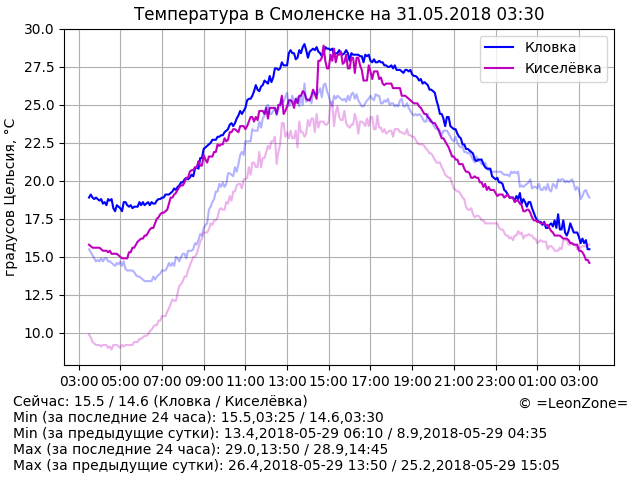 Температура в Смоленске на 31.05.2018 03:30
30.0
27.5
25.0
22.5
20.0
17.5
15.0
12.5
10.0
градусов Цельсия, °C
Кловка
Киселёвка
03:00 05:00 07:00 09:00 11:00 13:00 15:00 17:00 19:00 21:00 23:00 01:00 03:00
Сейчас: 15.5 / 14.6 (Кловка / Киселёвка)
© =LeonZone=
Min (за последние 24 часа): 15.5,03:25 / 14.6,03:30
Min (за предыдущие сутки): 13.4,2018-05-29 06:10 / 8.9,2018-05-29 04:35
Max (за последние 24 часа): 29.0,13:50 / 28.9,14:45
Max (за предыдущие сутки): 26.4,2018-05-29 13:50 / 25.2,2018-05-29 15:05